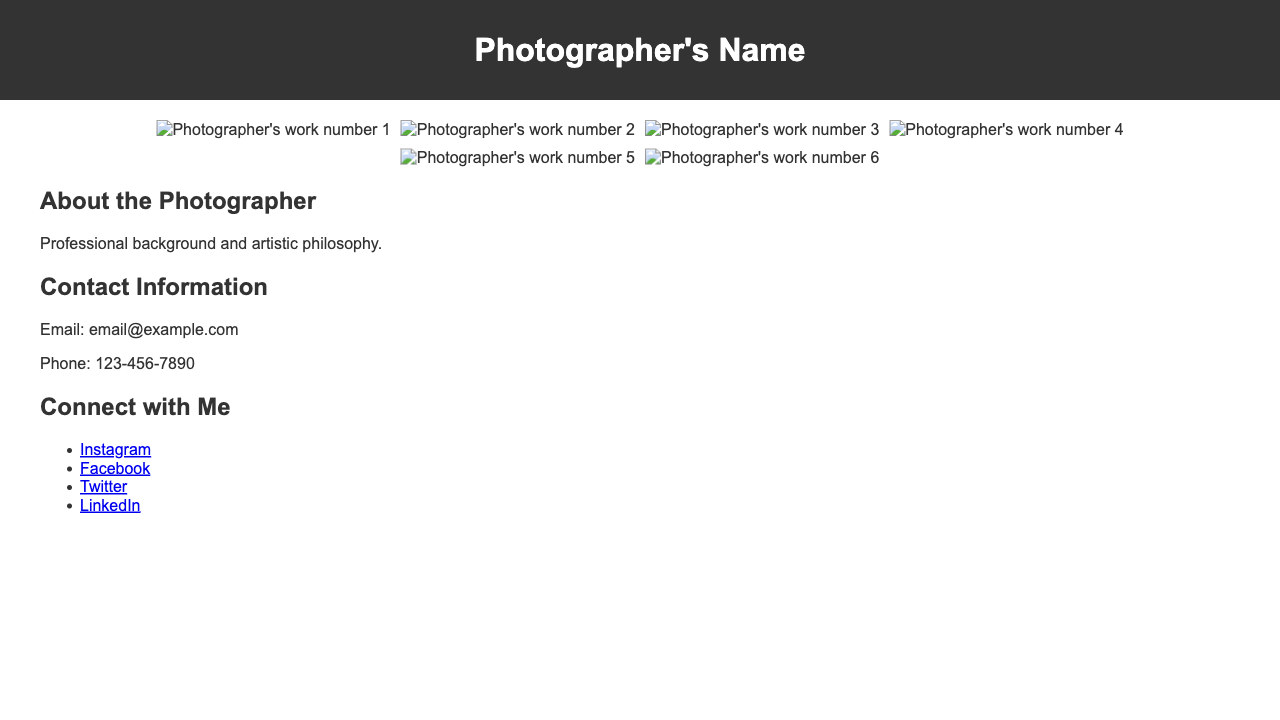 Photographer's Name
Photographer's work number 1 Photographer's work number 2 Photographer's work number 3 Photographer's work number 4
Photographer's work number 5 Photographer's work number 6
About the Photographer
Professional background and artistic philosophy.
Contact Information
Email: email@example.com
Phone: 123-456-7890
Connect with Me
Instagram
Facebook
Twitter
LinkedIn